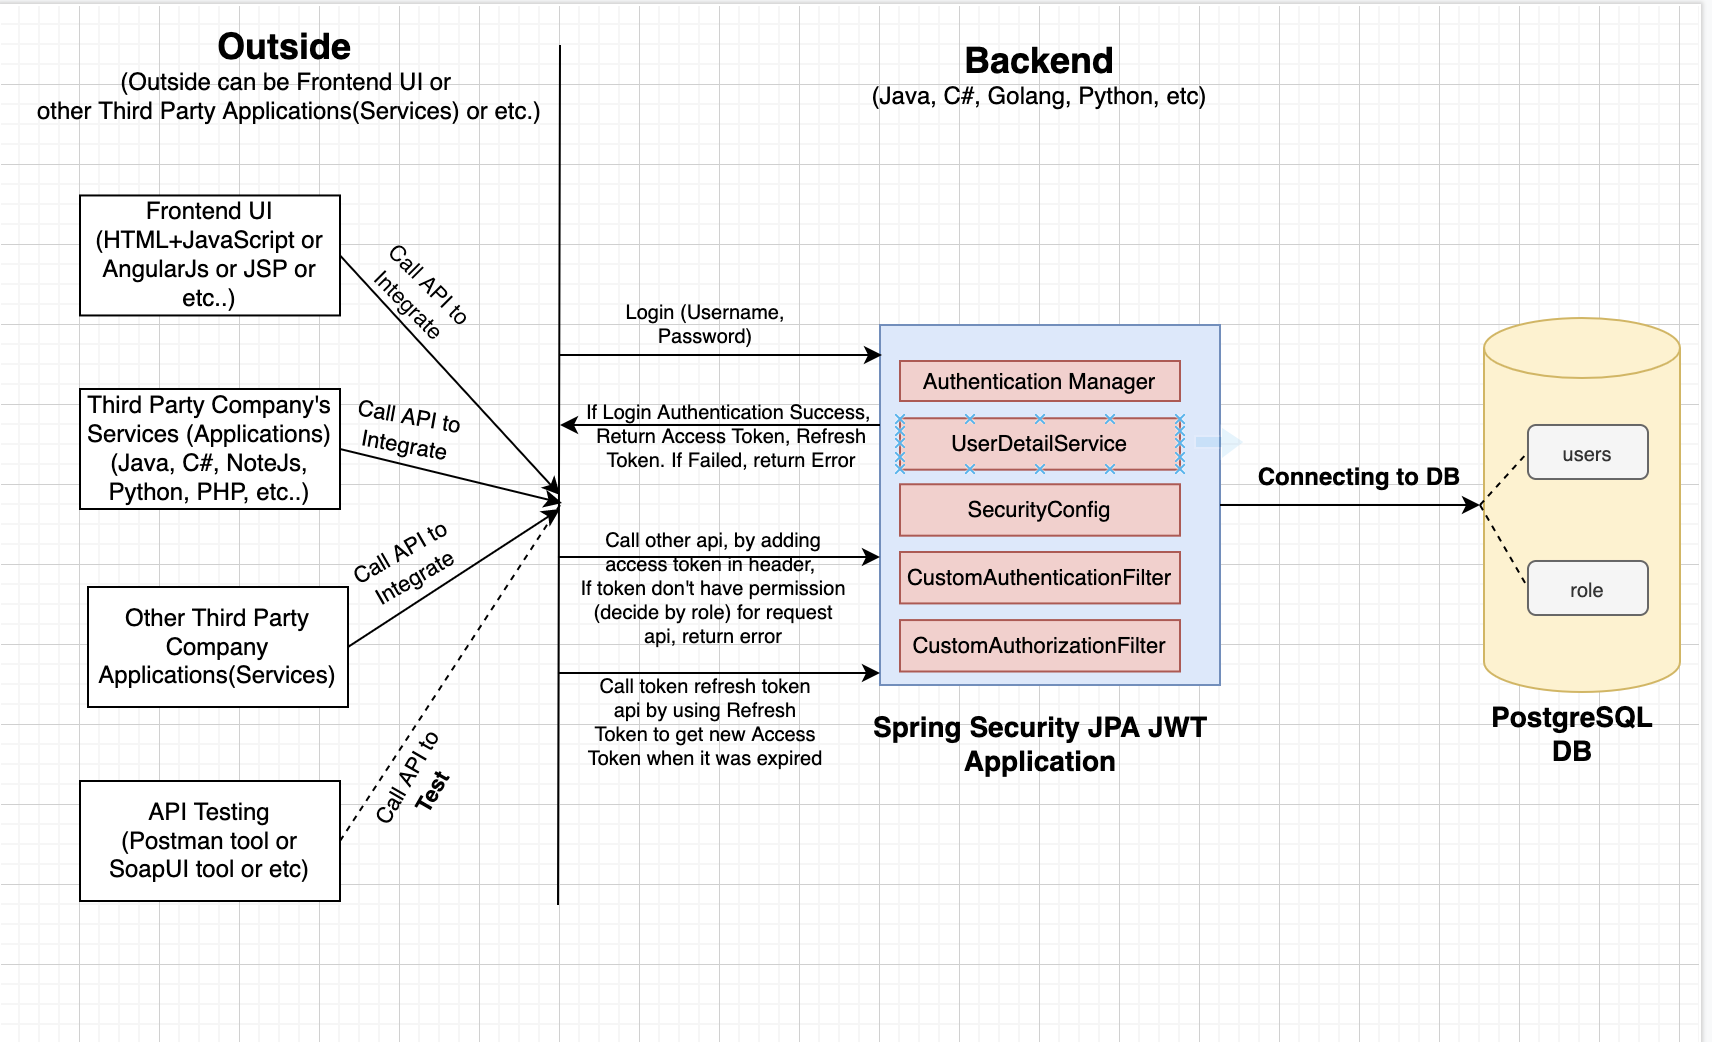 Outside
(Outside can be Frontend UI or
other Third Party Applications(Services) or etc.)
Backend
(Java, C#, Golang, Python, etc)
Frontend UI
(HTML+JavaScript or
AngularJs or JSP or
etc..)
Call API to
Integrate
Third Party Company's
Services (Applications)
(Java, C#, NoteJs,
Python, PHP, etc..)
Call API to
Integrate
Other Third Party
Company
Applications(Services)
Call API to
Integrate
API Testing
(Postman tool or
SoapUI tool or etc)
Call API to
Test
Login (Username,
Password)
If Login Authentication Success,
Return Access Token, Refresh
Token. If Failed, return Error
Call other api, by adding
access token in header,
If token don't have permission
(decide by role) for request
api, return error
Call token refresh token
api by using Refresh
Token to get new Access
Token when it was expired
Authentication Manager
UserDetailService
SecurityConfig
CustomAuthenticationFilter
CustomAuthorizationFilter
Spring Security JPA JWT
Application
Connecting to DB
users
role
PostgreSQL
DB